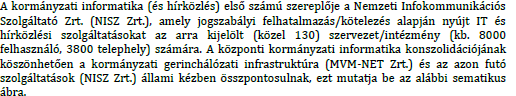 A kormányzati informatika (és hírközlés) első számú szereplője a Nemzeti Infokommunikációs
Szolgáltató Zrt. (NISZ Zrt.), amely jogszabályi felhatalmazás/kötelezés alapján nyújt IT és
hírközlési szolgáltatásokat az arra kijelölt (közel 130) szervezet/intézmény (kb. 8000
felhasználó, 3800 telephely) számára. A központi kormányzati informatika konszolidációjának
köszönhetően a kormányzati gerinchálózati infrastruktúra (MVM-NET Zrt.) és az azon futó
szolgáltatások (NISZ Zrt.) állami kézben összpontosulnak, ezt mutatja be az alábbi sematikus
ábra.